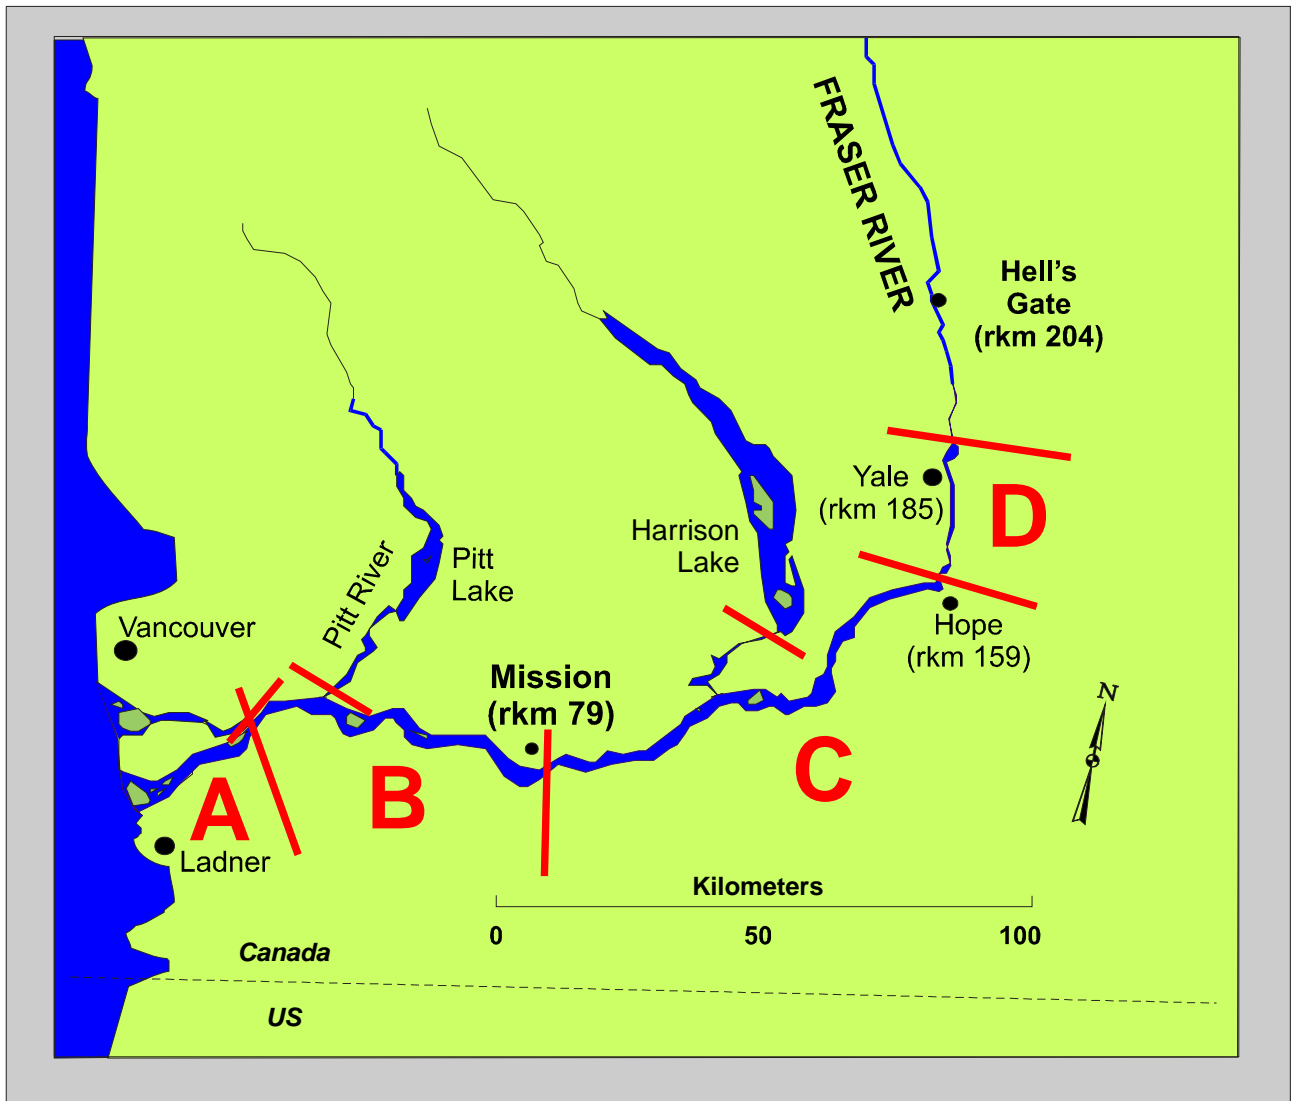 FRASER RIVER
Hell’s
Gate
(rkm 204)
Yale
(rkm 185)
D
Harrison
Lake
Pitt River
Pitt
Lake
Vancouver
Hope
(rkm 159)
Mission
(rkm 79)
N
A
B
C
Ladner
Kilometers
0 50 100
Canada
US